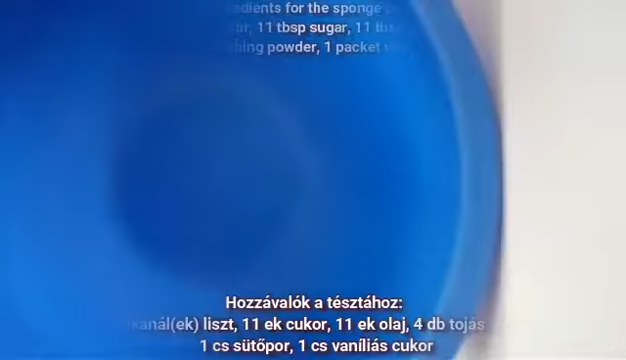 dients for the sponge
11 tbsp sugar, 11
powder, 1 packet
Hozzávalók a tésztához:
kanál(ek) liszt, 11 ek cukor, 11 ek olaj, 4 db tojás
1 cs sütőpor, 1 cs vaníliás cukor